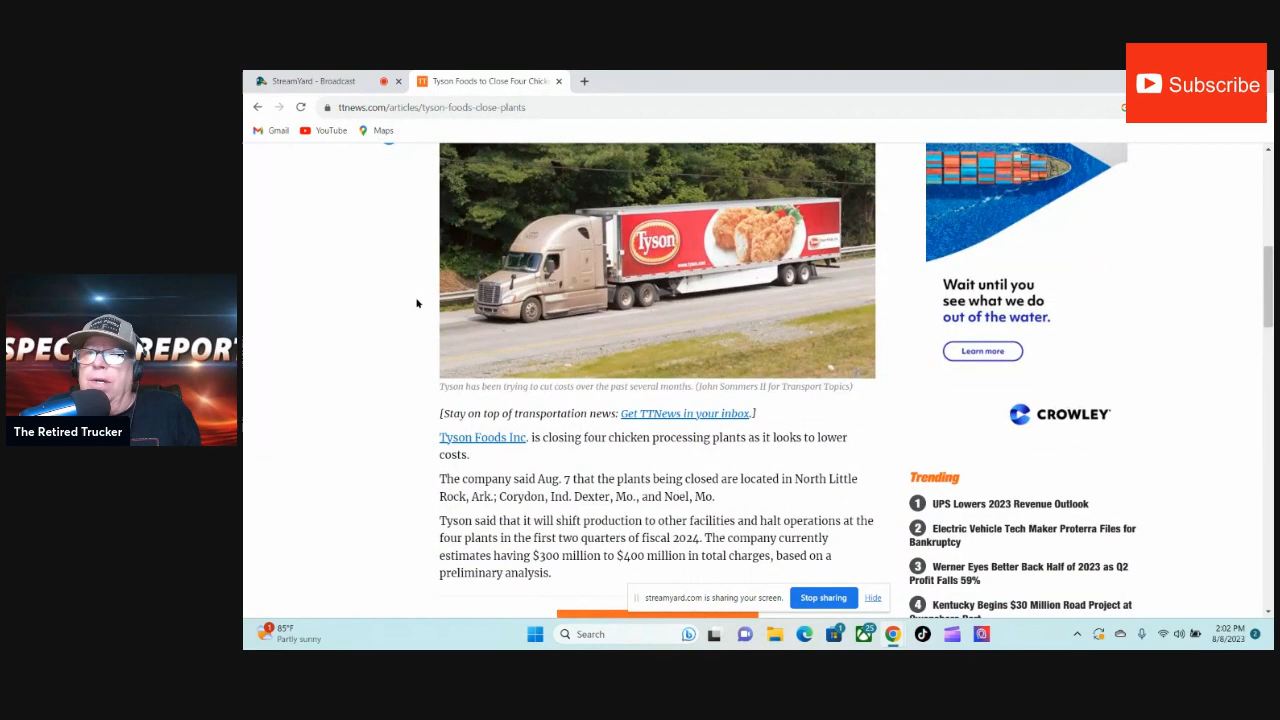 Subscribe
StreamYard - Broadcast
Tyson Foods to Close Four Chick
ttnews.com/articles/tyson-foods-close-plants
Gmail
YouTube
Maps
Tyson
Tyson has been trying to cut costs over the past several months. (John Sommers II for Transport Topics)
[Stay on top of transportation news: Get TTNews in your inbox.]
Tyson Foods Inc. is closing four chicken processing plants as it looks to lower
costs.
The company said Aug. 7 that the plants being closed are located in North Little
Rock, Ark.; Corydon, Ind. Dexter, Mo., and Noel, Mo.
Tyson said that it will shift production to other facilities and halt operations at the
four plants in the first two quarters of fiscal 2024. The company currently
estimates having $300 million to $400 million in total charges, based on a
preliminary analysis.
Wait until you
see what we do
out of the water.
Learn more
CROWLEY
Trending
1 UPS Lowers 2023 Revenue Outlook
2 Electric Vehicle Tech Maker Proterra Files for
Bankruptcy
3 Werner Eyes Better Back Half of 2023 as Q2
Profit Falls 59%
4 Kentucky Begins $30 Million Road Project at
SPEC REPORT
The Retired Trucker
streamyard.com is sharing your screen.
Stop sharing
Hide
85°F
Partly sunny
Search
2:02 PM
8/8/2023